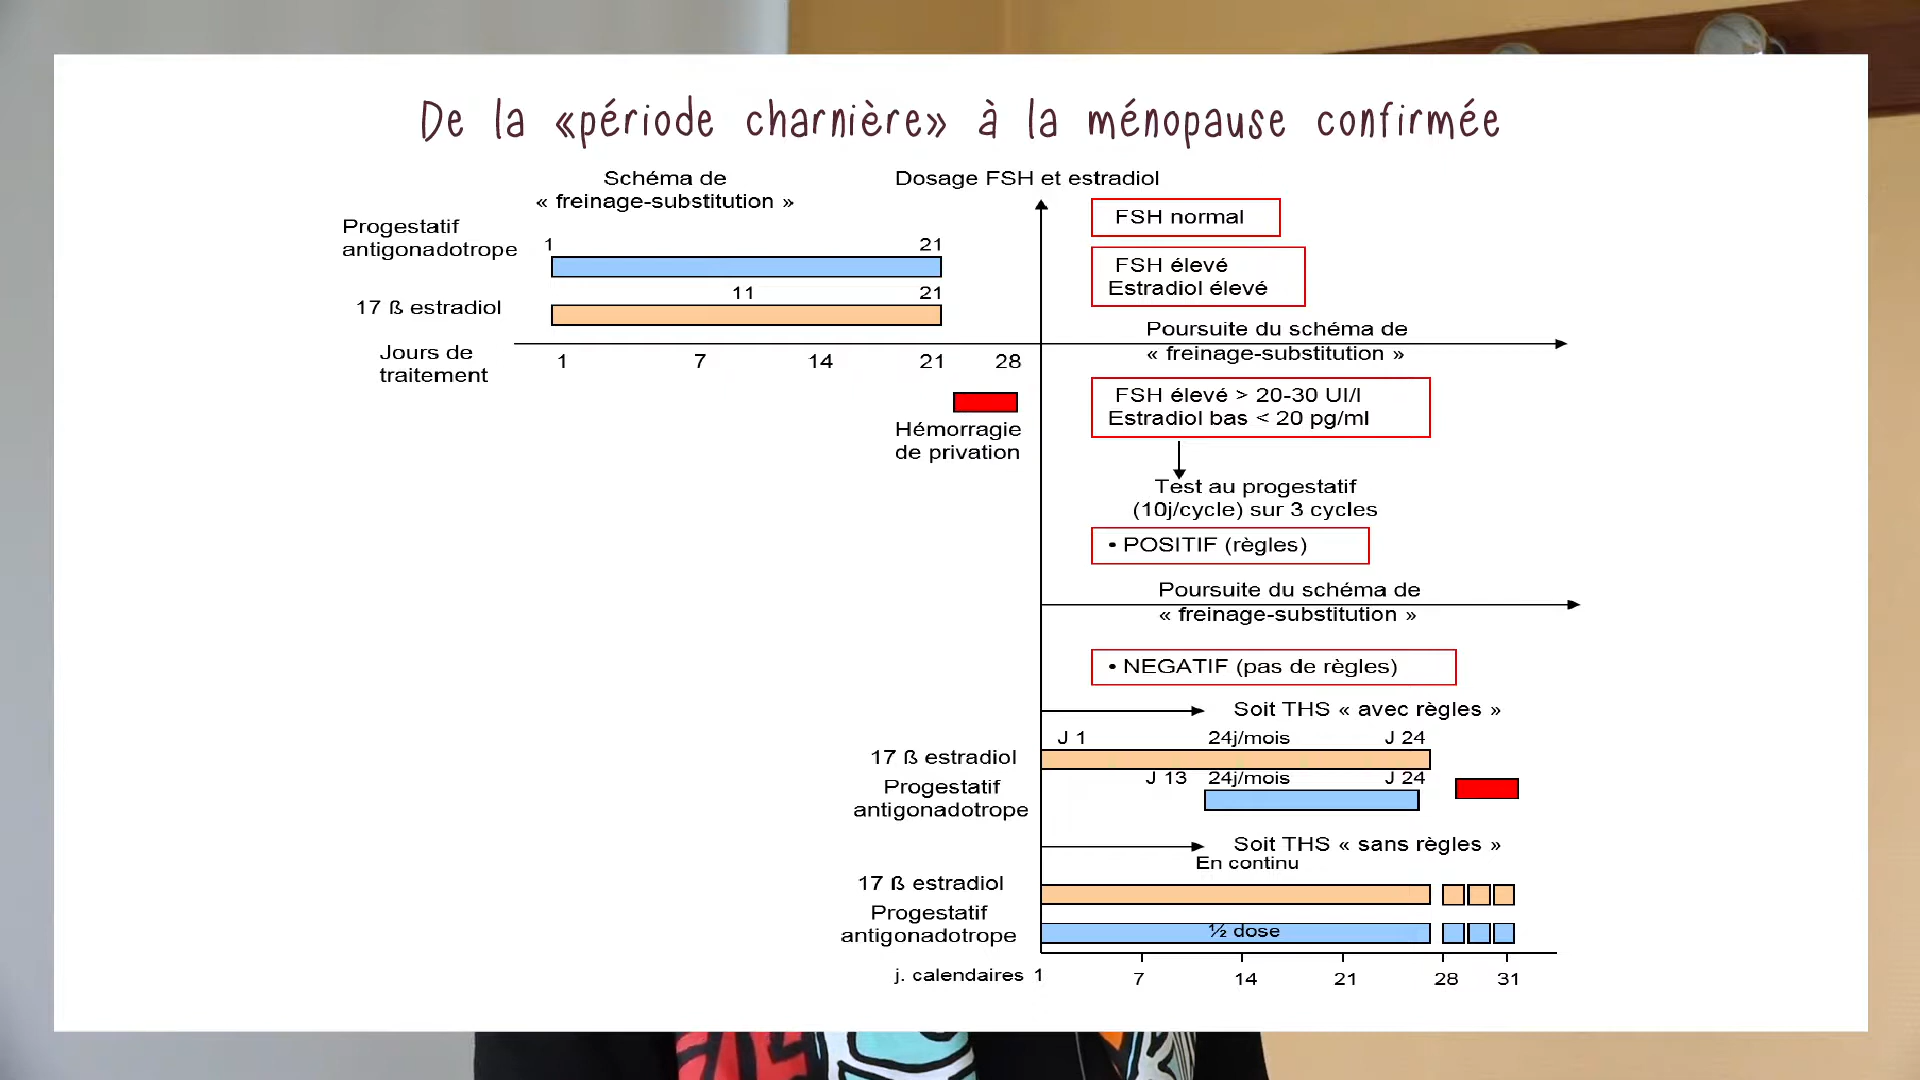 De la «période charnière» à la ménopause confirmée
Schéma de
« freinage-substitution »
Dosage FSH et estradiol
Progestatif
antigonadotrope
1
21
11
21
17 ß estradiol
Jours de
traitement
1
7
14
21
28
Hémorragie
de privation
FSH normal
FSH élevé
Estradiol élevé
Poursuite du schéma de
« freinage-substitution »
FSH élevé > 20-30 UI/l
Estradiol bas < 20 pg/ml
Test au progestatif
(10j/cycle) sur 3 cycles
• POSITIF (règles)
Poursuite du schéma de
« freinage-substitution »
• NEGATIF (pas de règles)
Soit THS « avec règles »
J 1
24j/mois
J 24
17 ß estradiol
J 13
24j/mois
J 24
Progestatif
antigonadotrope
Soit THS « sans règles »
En continu
17 ß estradiol
Progestatif
antigonadotrope
½ dose
j. calendaires
1
7
14
21
28
31